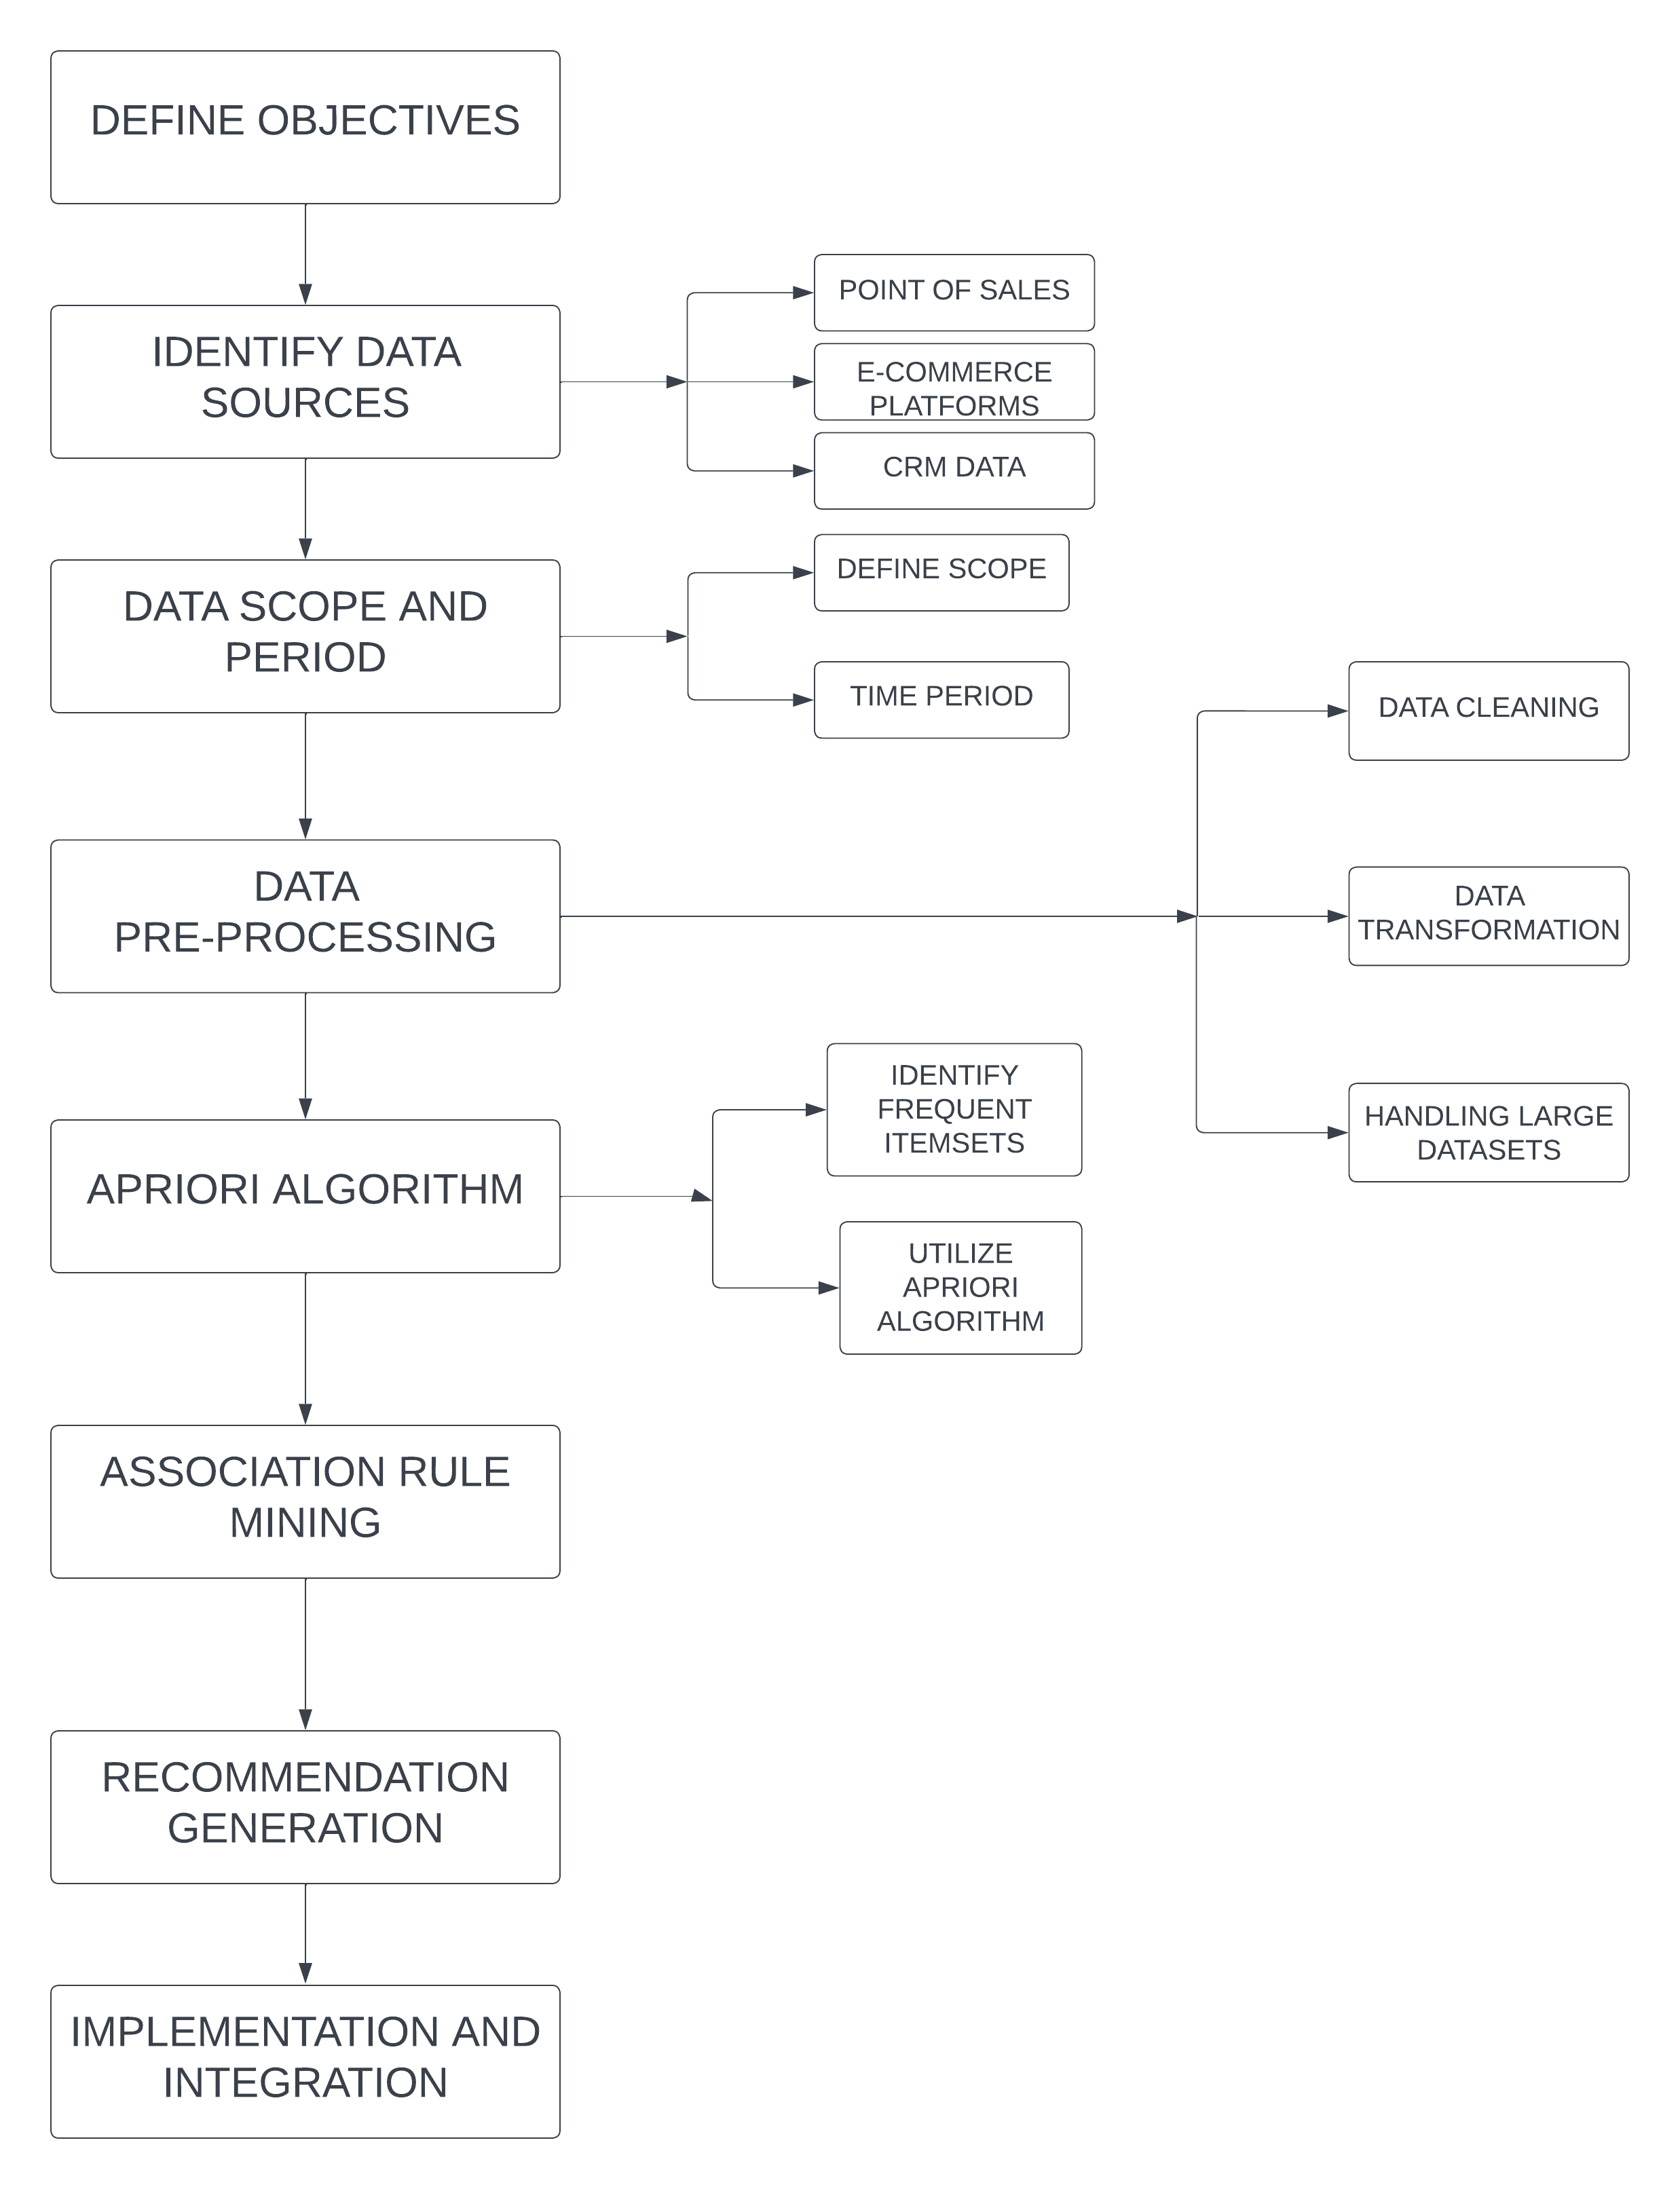 DEFINE OBJECTIVES
IDENTIFY DATA
SOURCES
POINT OF SALES
E-COMMERCE
PLATFORMS
CRM DATA
DATA SCOPE AND
PERIOD
DEFINE SCOPE
TIME PERIOD
DATA
PRE-PROCESSING
DATA CLEANING
DATA
TRANSFORMATION
HANDLING LARGE
DATASETS
APRIORI ALGORITHM
IDENTIFY
FREQUENT
ITEMSETS
UTILIZE
APRIORI
ALGORITHM
ASSOCIATION RULE
MINING
RECOMMENDATION
GENERATION
IMPLEMENTATION AND
INTEGRATION